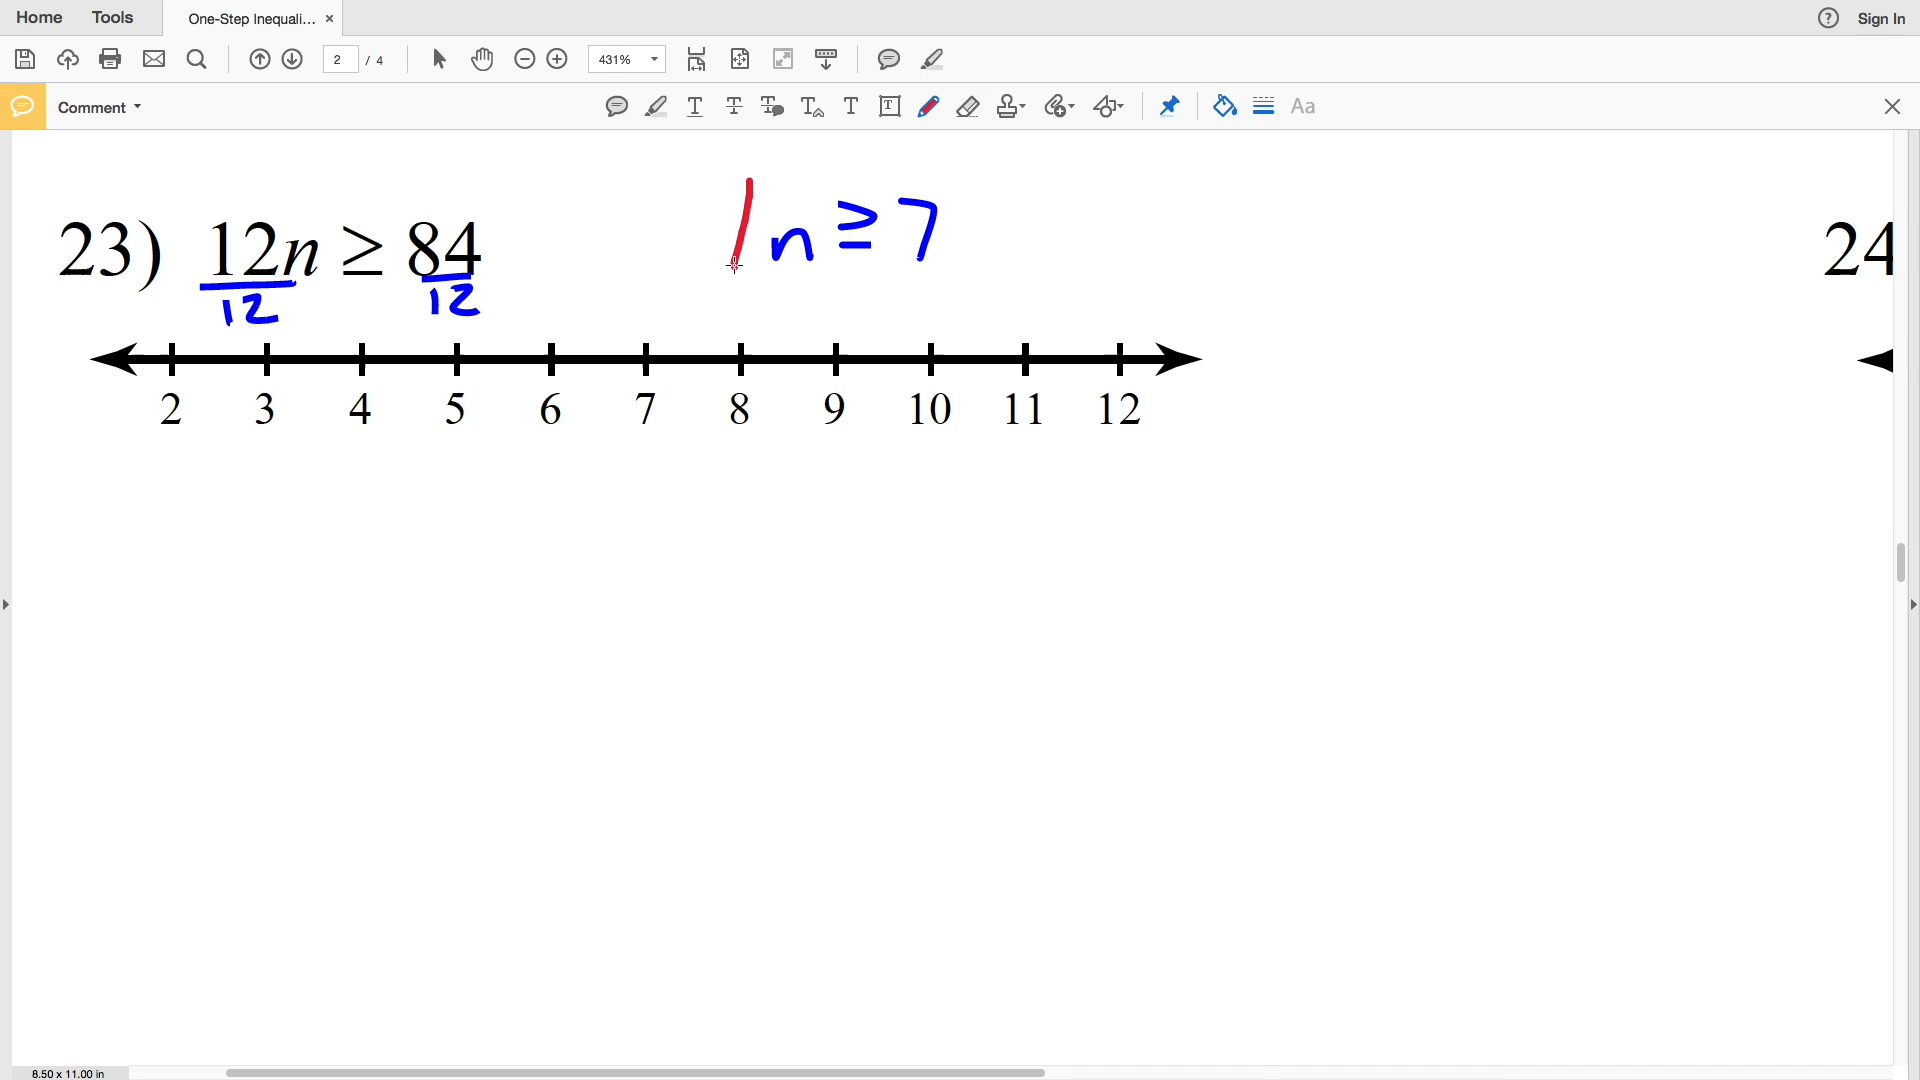 Home Tools One-Step Inequali... × ? Sign In
2 / 4 431%
Comment T T T T T T Aa
23) 12n ≥ 84 n ≥ 7 24
12 12
2 3 4 5 6 7 8 9 10 11 12
8.50 x 11.00 in